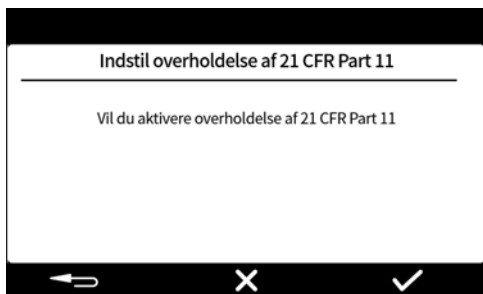 Indstil overholdelse af 21 CFR Part 11
Vil du aktivere overholdelse af 21 CFR Part 11